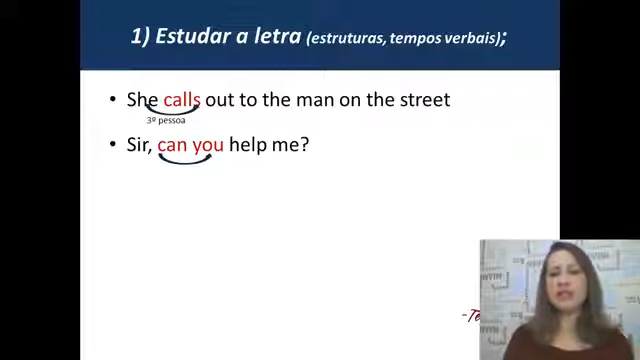 1) Estudar a letra (estruturas, tempos verbais);
• She calls out to the man on the street
3º pessoa
• Sir, can you help me?